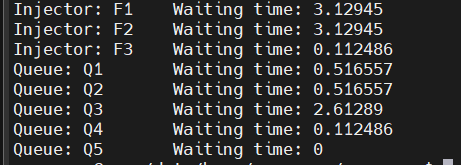 Injector: F1    Waiting time: 3.12945
Injector: F2    Waiting time: 3.12945
Injector: F3    Waiting time: 0.112486
Queue: Q1       Waiting time: 0.516557
Queue: Q2       Waiting time: 0.516557
Queue: Q3       Waiting time: 2.61289
Queue: Q4       Waiting time: 0.112486
Queue: Q5       Waiting time: 0